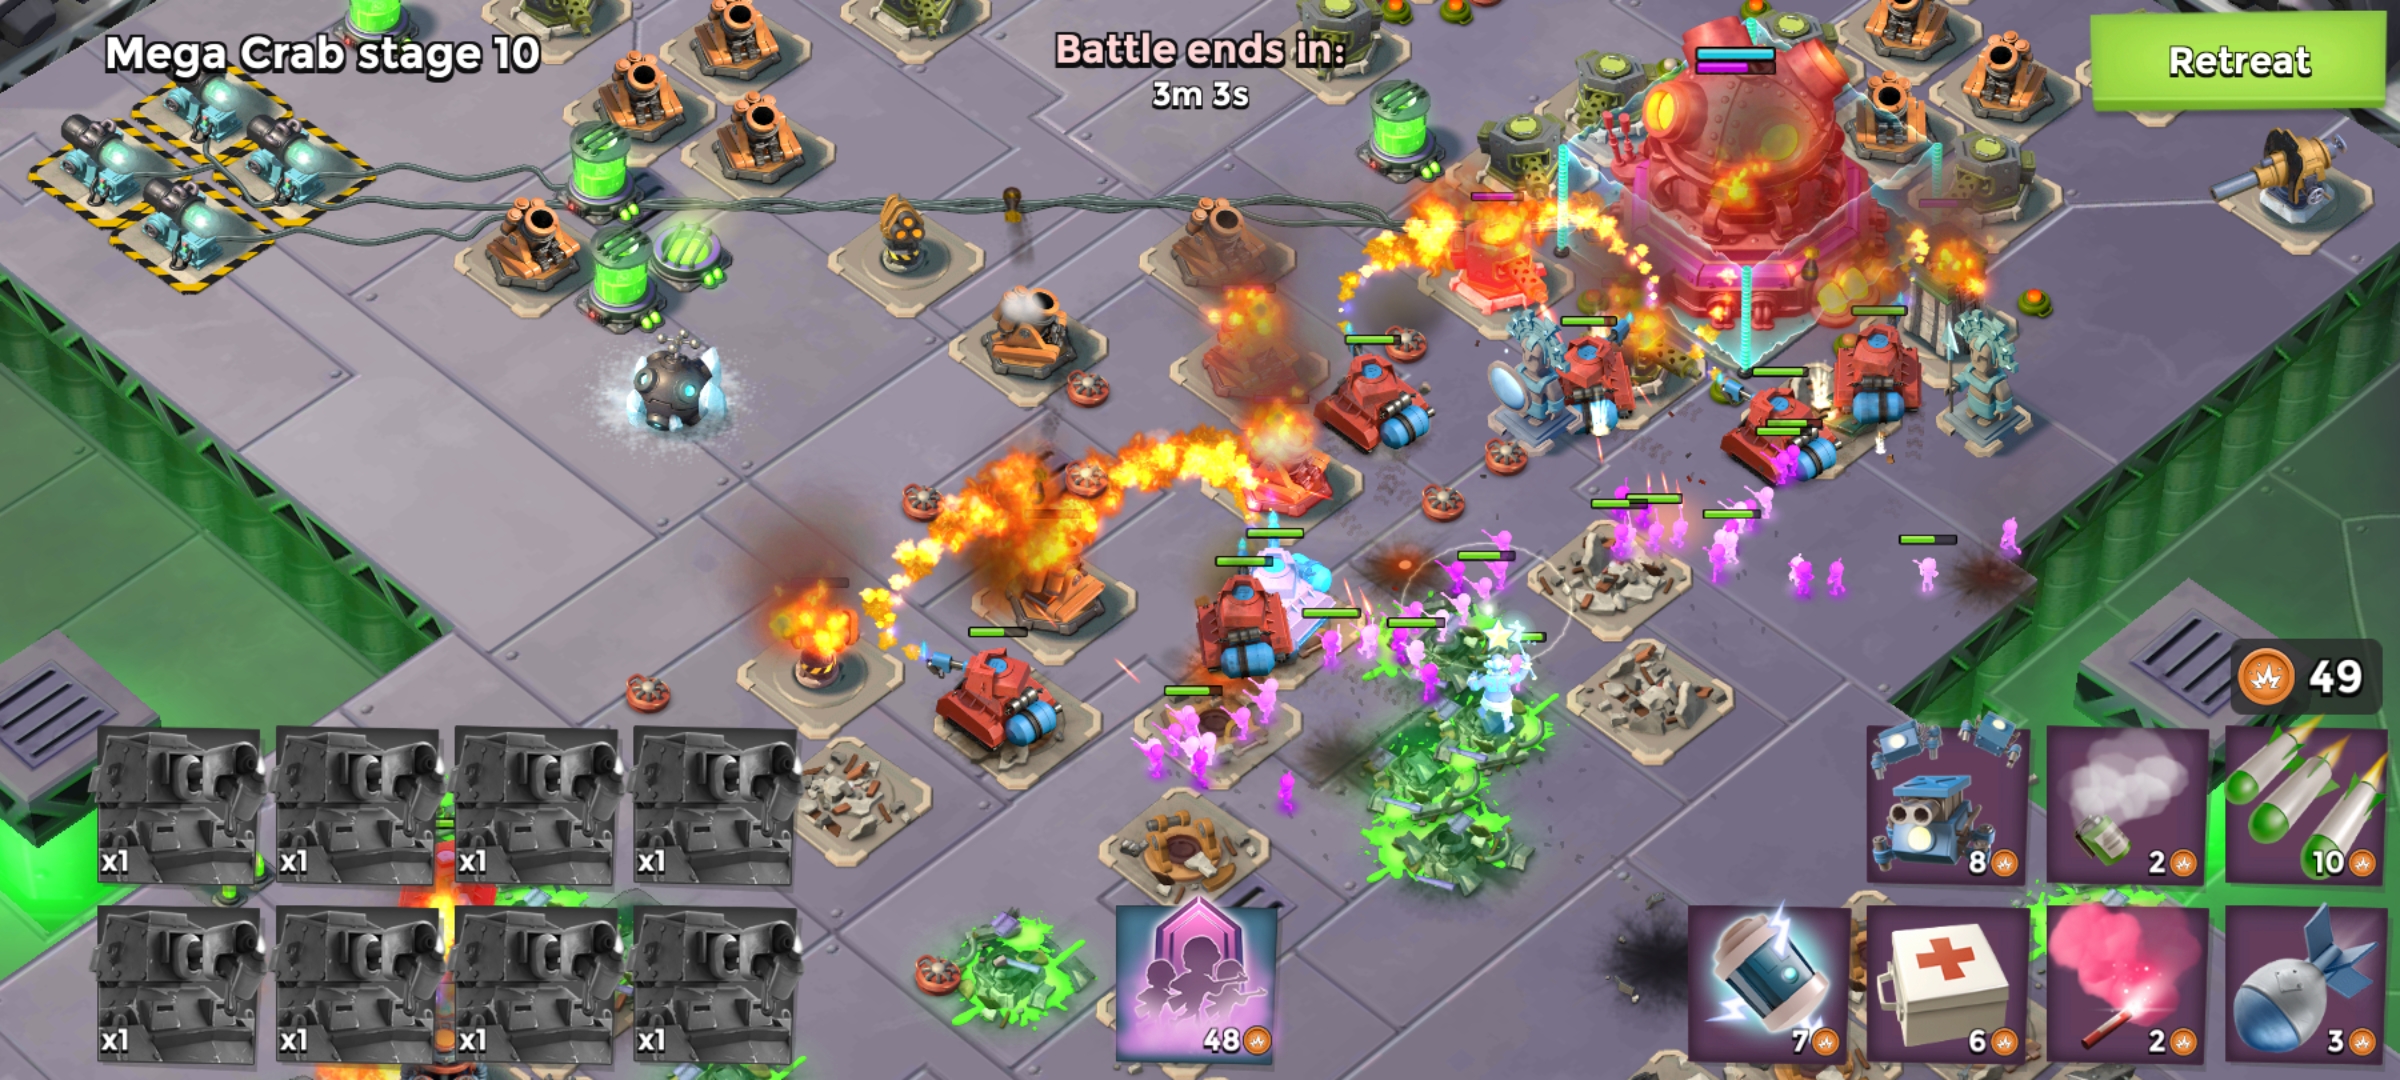 Mega Crab stage 10
Battle ends in:
3m 3s
Retreat
49
x1
x1
x1
x1
8
2
10
x1
x1
x1
x1
48
7
6
2
3